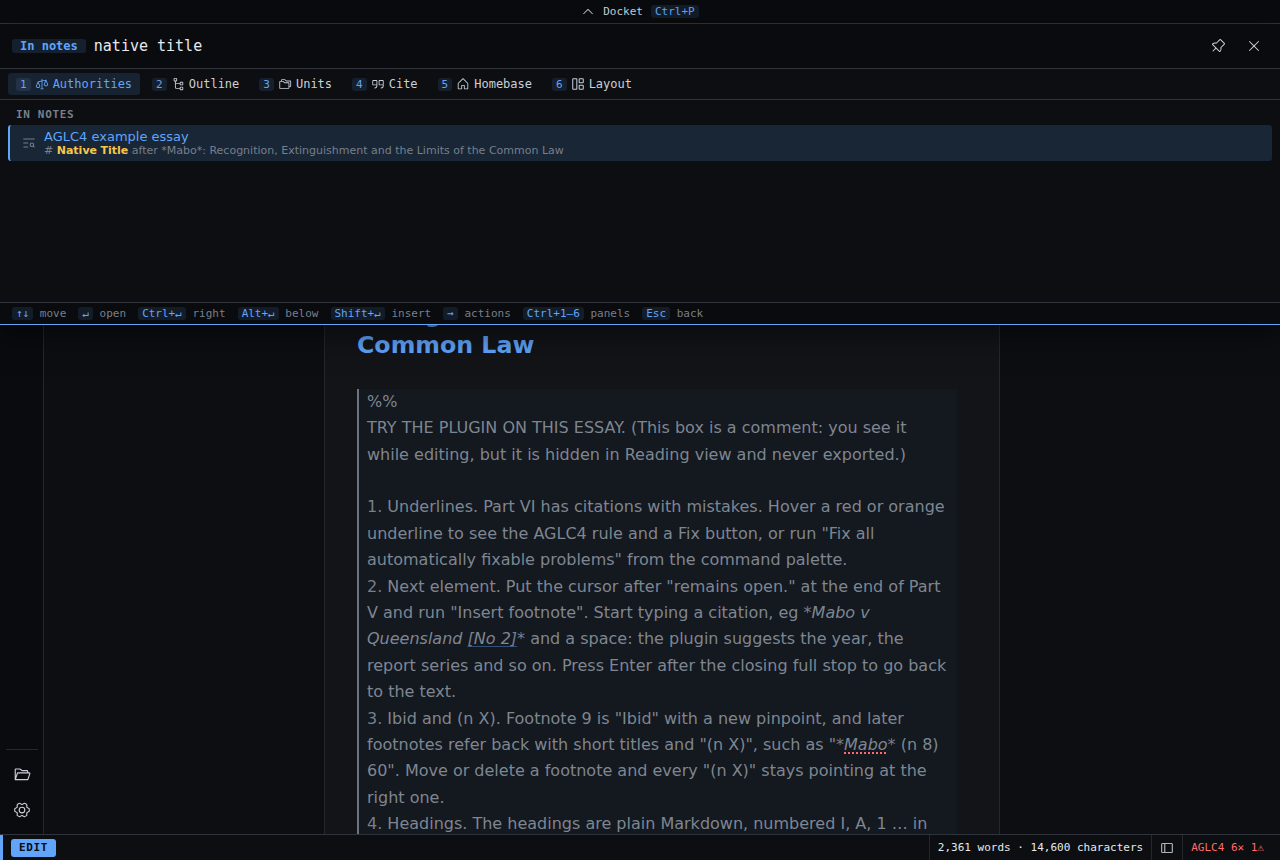 Docket Ctrl+P
In notes native title
1 Authorities 2 Outline 3 Units 4 Cite 5 Homebase 6 Layout
IN NOTES
AGLC4 example essay
# Native Title after *Mabo*: Recognition, Extinguishment and the Limits of the Common Law
↑↓ move ↵ open Ctrl+↵ right Alt+↵ below Shift+↵ insert → actions Ctrl+1–6 panels Esc back
Common Law
%%
TRY THE PLUGIN ON THIS ESSAY. (This box is a comment: you see it
while editing, but it is hidden in Reading view and never exported.)
1. Underlines. Part VI has citations with mistakes. Hover a red or orange
underline to see the AGLC4 rule and a Fix button, or run "Fix all
automatically fixable problems" from the command palette.
2. Next element. Put the cursor after "remains open." at the end of Part
V and run "Insert footnote". Start typing a citation, eg *Mabo v
Queensland [No 2]* and a space: the plugin suggests the year, the
report series and so on. Press Enter after the closing full stop to go back
to the text.
3. Ibid and (n X). Footnote 9 is "Ibid" with a new pinpoint, and later
footnotes refer back with short titles and "(n X)", such as "*Mabo* (n 8)
60". Move or delete a footnote and every "(n X)" stays pointing at the
right one.
4. Headings. The headings are plain Markdown, numbered I, A, 1 … in
EDIT 2,361 words · 14,600 characters AGLC4 6× 1⚠